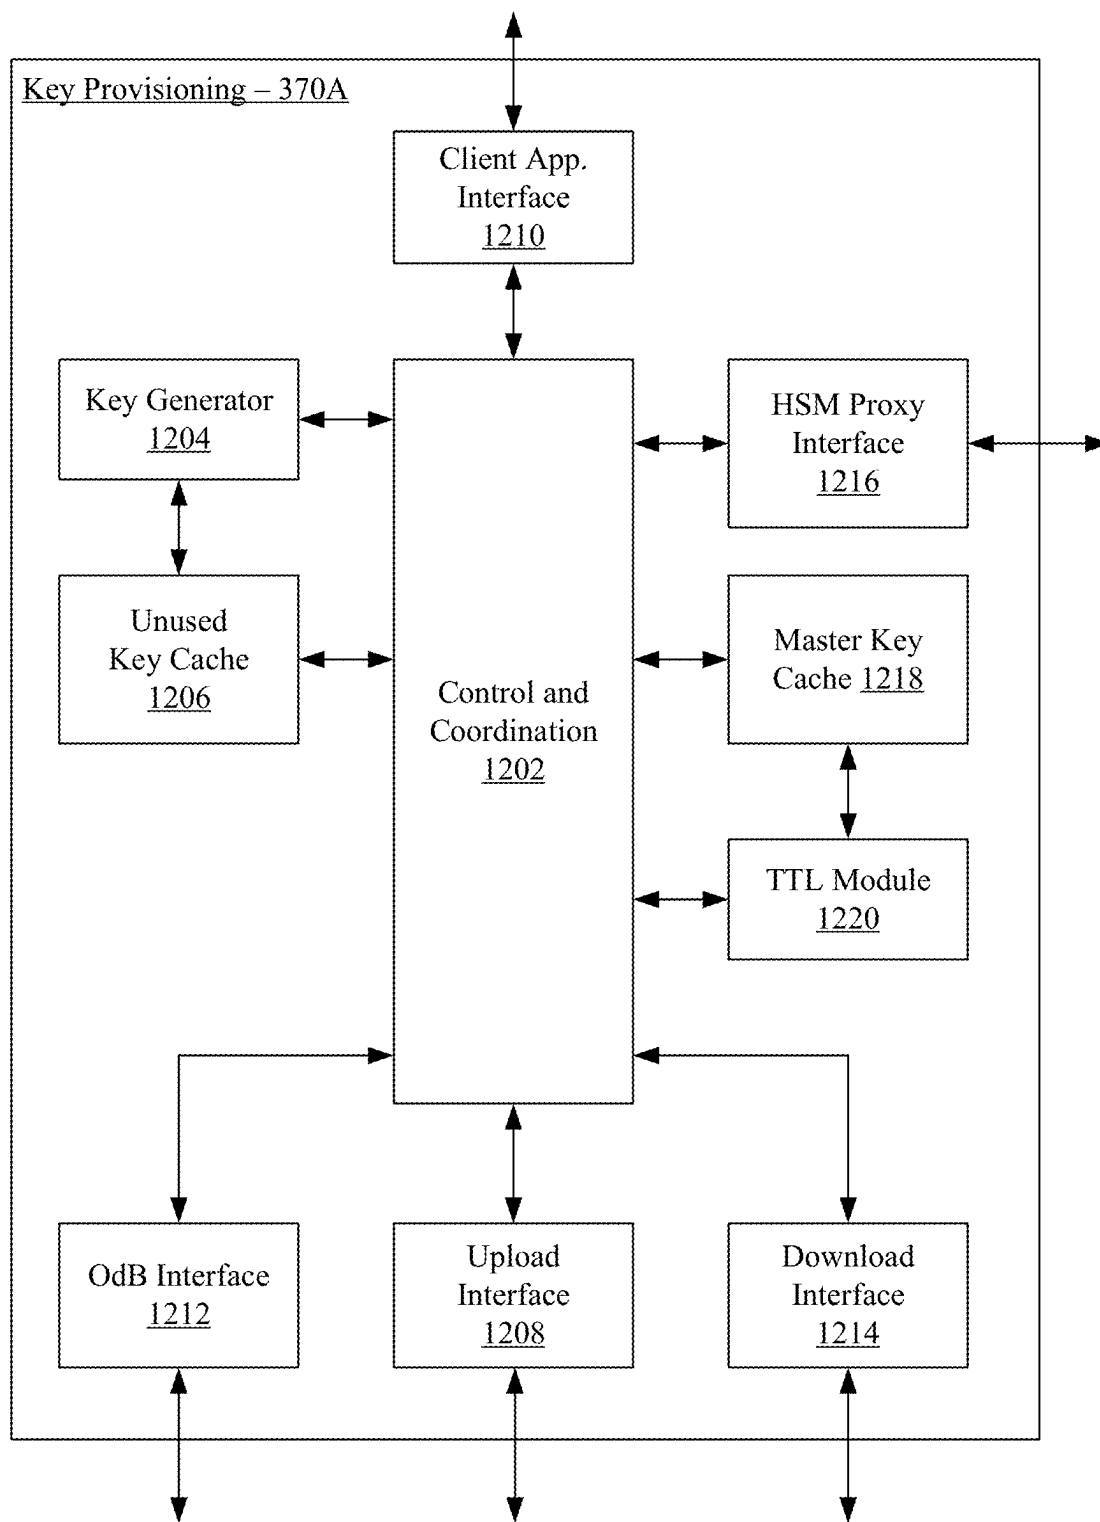 Key Provisioning – 370A
Client App.
Interface
1210
Key Generator
1204
HSM Proxy
Interface
1216
Unused
Key Cache
1206
Control and
Coordination
1202
Master Key
Cache 1218
TTL Module
1220
OdB Interface
1212
Upload
Interface
1208
Download
Interface
1214